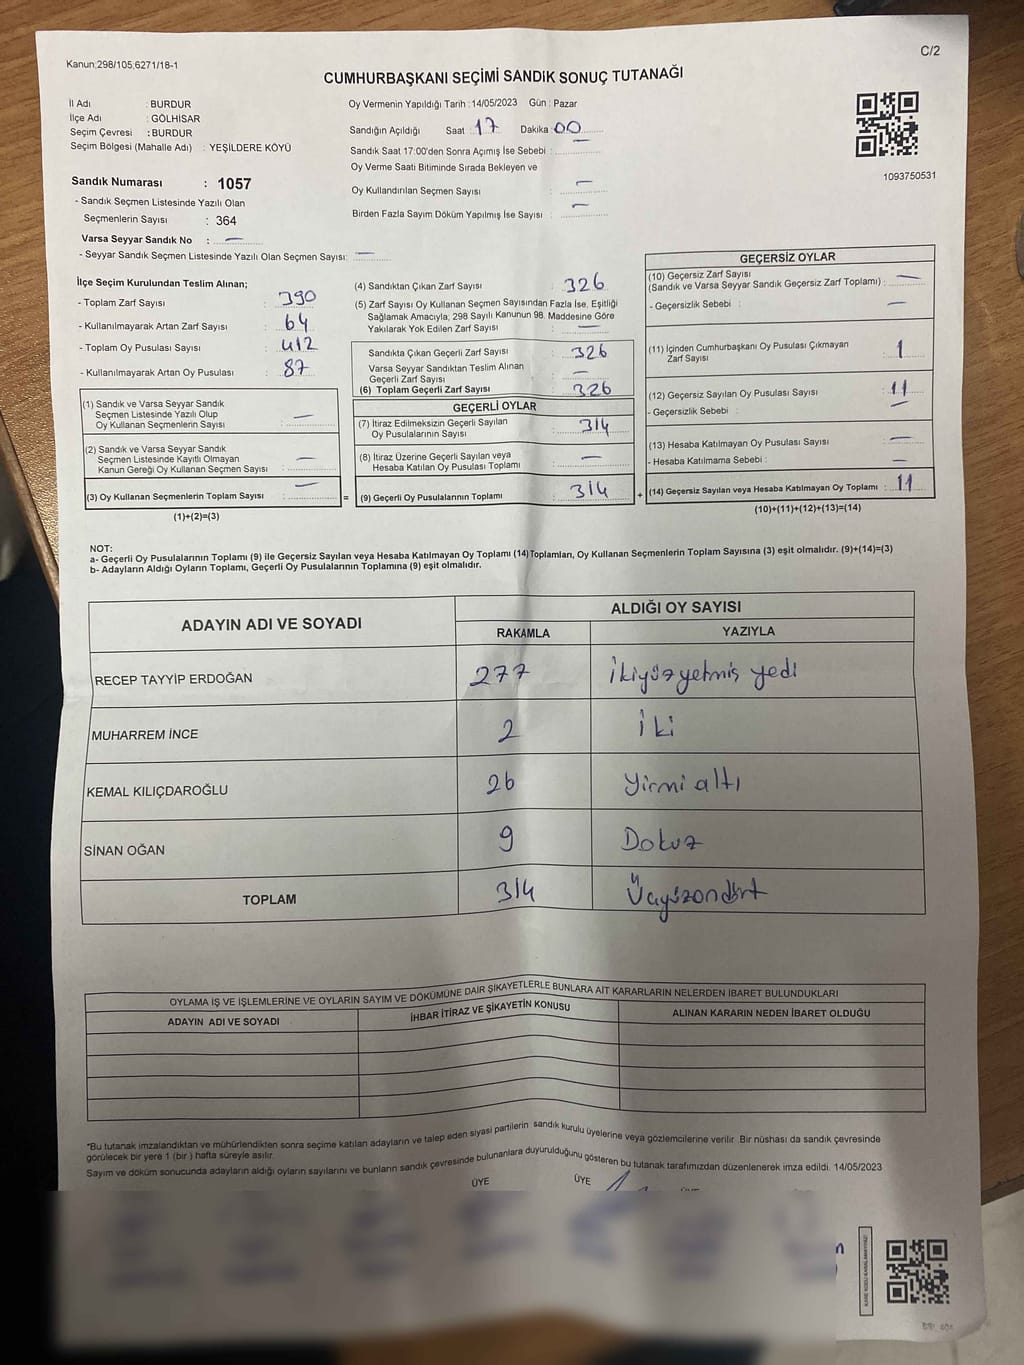 Kanun;298/105;6271/18-1
C/2
CUMHURBAŞKANI SEÇİMİ SANDIK SONUÇ TUTANAĞI
İl Adı : BURDUR
İlçe Adı : GÖLHİSAR
Seçim Çevresi : BURDUR
Seçim Bölgesi (Mahalle Adı) : YEŞİLDERE KÖYÜ
Sandık Numarası : 1057
- Sandık Seçmen Listesinde Yazılı Olan
Seçmenlerin Sayısı : 364
Varsa Seyyar Sandık No : —
- Seyyar Sandık Seçmen Listesinde Yazılı Olan Seçmen Sayısı: —
Oy Vermenin Yapıldığı Tarih :14/05/2023 Gün : Pazar
Sandığın Açıldığı Saat : 17 Dakika : 00
Sandık Saat 17:00'den Sonra Açımış İse Sebebi : —
Oy Verme Saati Bitiminde Sırada Bekleyen ve
Oy Kullandırılan Seçmen Sayısı : —
Birden Fazla Sayım Döküm Yapılmış İse Sayısı : —
1093750531
İlçe Seçim Kurulundan Teslim Alınan;
- Toplam Zarf Sayısı : 390
- Kullanılmayarak Artan Zarf Sayısı : 64
- Toplam Oy Pusulası Sayısı : 412
- Kullanılmayarak Artan Oy Pusulası : 87
(1) Sandık ve Varsa Seyyar Sandık
Seçmen Listesinde Yazılı Olup
Oy Kullanan Seçmenlerin Sayısı : —
(2) Sandık ve Varsa Seyyar Sandık
Seçmen Listesinde Kayıtlı Olmayan
Kanun Gereği Oy Kullanan Seçmen Sayısı : —
(3) Oy Kullanan Seçmenlerin Toplam Sayısı : —
(1)+(2)=(3)
=
(4) Sandıktan Çıkan Zarf Sayısı : 326
(5) Zarf Sayısı Oy Kullanan Seçmen Sayısından Fazla İse, Eşitliği
Sağlamak Amacıyla; 298 Sayılı Kanunun 98. Maddesine Göre
Yakılarak Yok Edilen Zarf Sayısı : —
Sandıkta Çıkan Geçerli Zarf Sayısı : 326
Varsa Seyyar Sandıktan Teslim Alınan
Geçerli Zarf Sayısı : —
(6) Toplam Geçerli Zarf Sayısı : 326
GEÇERLİ OYLAR
(7) İtiraz Edilmeksizin Geçerli Sayılan
Oy Pusulalarının Sayısı : 314
(8) İtiraz Üzerine Geçerli Sayılan veya
Hesaba Katılan Oy Pusulası Toplamı : —
(9) Geçerli Oy Pusulalarının Toplamı : 314
+
GEÇERSİZ OYLAR
(10) Geçersiz Zarf Sayısı
(Sandık ve Varsa Seyyar Sandık Geçersiz Zarf Toplamı) : —
- Geçersizlik Sebebi : —
(11) İçinden Cumhurbaşkanı Oy Pusulası Çıkmayan
Zarf Sayısı : 1
(12) Geçersiz Sayılan Oy Pusulası Sayısı : 11
- Geçersizlik Sebebi : —
(13) Hesaba Katılmayan Oy Pusulası Sayısı : —
- Hesaba Katılmama Sebebi : —
(14) Geçersiz Sayılan veya Hesaba Katılmayan Oy Toplamı : 11
(10)+(11)+(12)+(13)=(14)
NOT:
a- Geçerli Oy Pusulalarının Toplamı (9) ile Geçersiz Sayılan veya Hesaba Katılmayan Oy Toplamı (14) Toplamları, Oy Kullanan Seçmenlerin Toplam Sayısına (3) eşit olmalıdır. (9)+(14)=(3)
b- Adayların Aldığı Oyların Toplamı, Geçerli Oy Pusulalarının Toplamına (9) eşit olmalıdır.
ADAYIN ADI VE SOYADI
ALDIĞI OY SAYISI
RAKAMLA YAZIYLA
RECEP TAYYİP ERDOĞAN 277 İkiyüzyetmiş yedi
MUHARREM İNCE 2 İki
KEMAL KILIÇDAROĞLU 26 Yirmi altı
SİNAN OĞAN 9 Dokuz
TOPLAM 314 Üçyüzondört
OYLAMA İŞ VE İŞLEMLERİNE VE OYLARIN SAYIM VE DÖKÜMÜNE DAİR ŞİKAYETLERLE BUNLARA AİT KARARLARIN NELERDEN İBARET BULUNDUKLARI
ADAYIN ADI VE SOYADI İHBAR İTİRAZ VE ŞİKAYETİN KONUSU ALINAN KARARIN NEDEN İBARET OLDUĞU
*Bu tutanak imzalandıktan ve mühürlendikten sonra seçime katılan adayların ve talep eden siyasi partilerin sandık kurulu üyelerine veya gözlemcilerine verilir. Bir nüshası da sandık çevresinde
görülecek bir yere 1 (bir ) hafta süreyle asılır.
Sayım ve döküm sonucunda adayların aldığı oyların sayılarını ve bunların sandık çevresinde bulunanlara duyurulduğunu gösteren bu tutanak tarafımızdan düzenlenerek imza edildi. 14/05/2023
ÜYE ÜYE